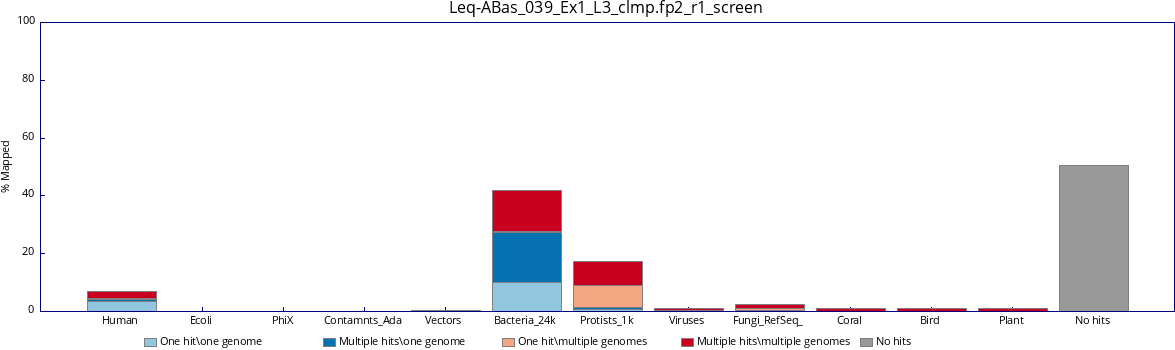 Leq-ABas_039_Ex1_L3_clmp.fp2_r1_screen
% Mapped
100
80
60
40
20
0
Human Ecoli PhiX Contamnts_Ada Vectors Bacteria_24k Protists_1k Viruses Fungi_RefSeq_ Coral Bird Plant No hits
One hit\one genome Multiple hits\one genome One hit\multiple genomes Multiple hits\multiple genomes No hits